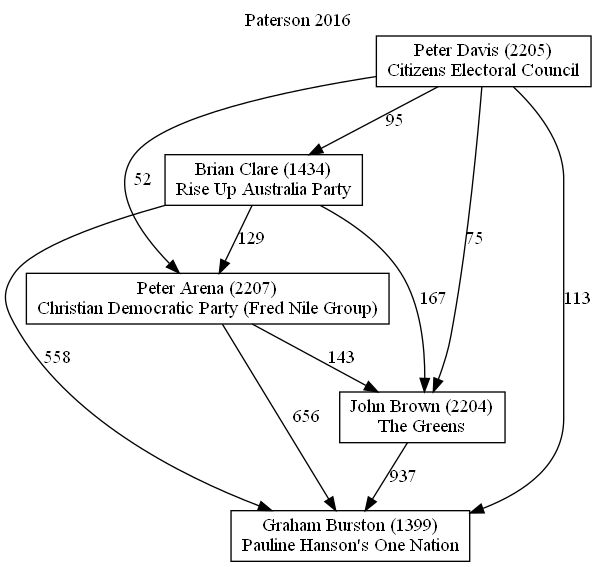 Paterson 2016
Peter Davis (2205)
Citizens Electoral Council
95
Brian Clare (1434)
Rise Up Australia Party
52
129
75
Peter Arena (2207)
Christian Democratic Party (Fred Nile Group)
167
113
558
143
John Brown (2204)
The Greens
656
937
Graham Burston (1399)
Pauline Hanson's One Nation